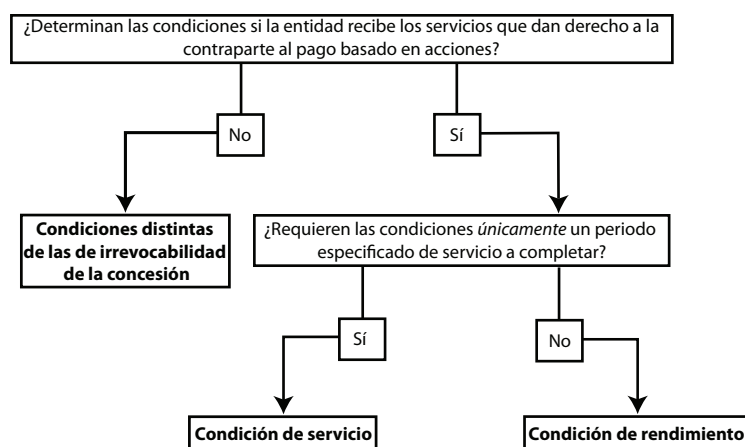 ¿Determinan las condiciones si la entidad recibe los servicios que dan derecho a la
contraparte al pago basado en acciones?
No
Sí
Condiciones distintas
de las de irrevocabilidad
de la concesión
¿Requieren las condiciones únicamente un periodo
especificado de servicio a completar?
Sí
No
Condición de servicio
Condición de rendimiento